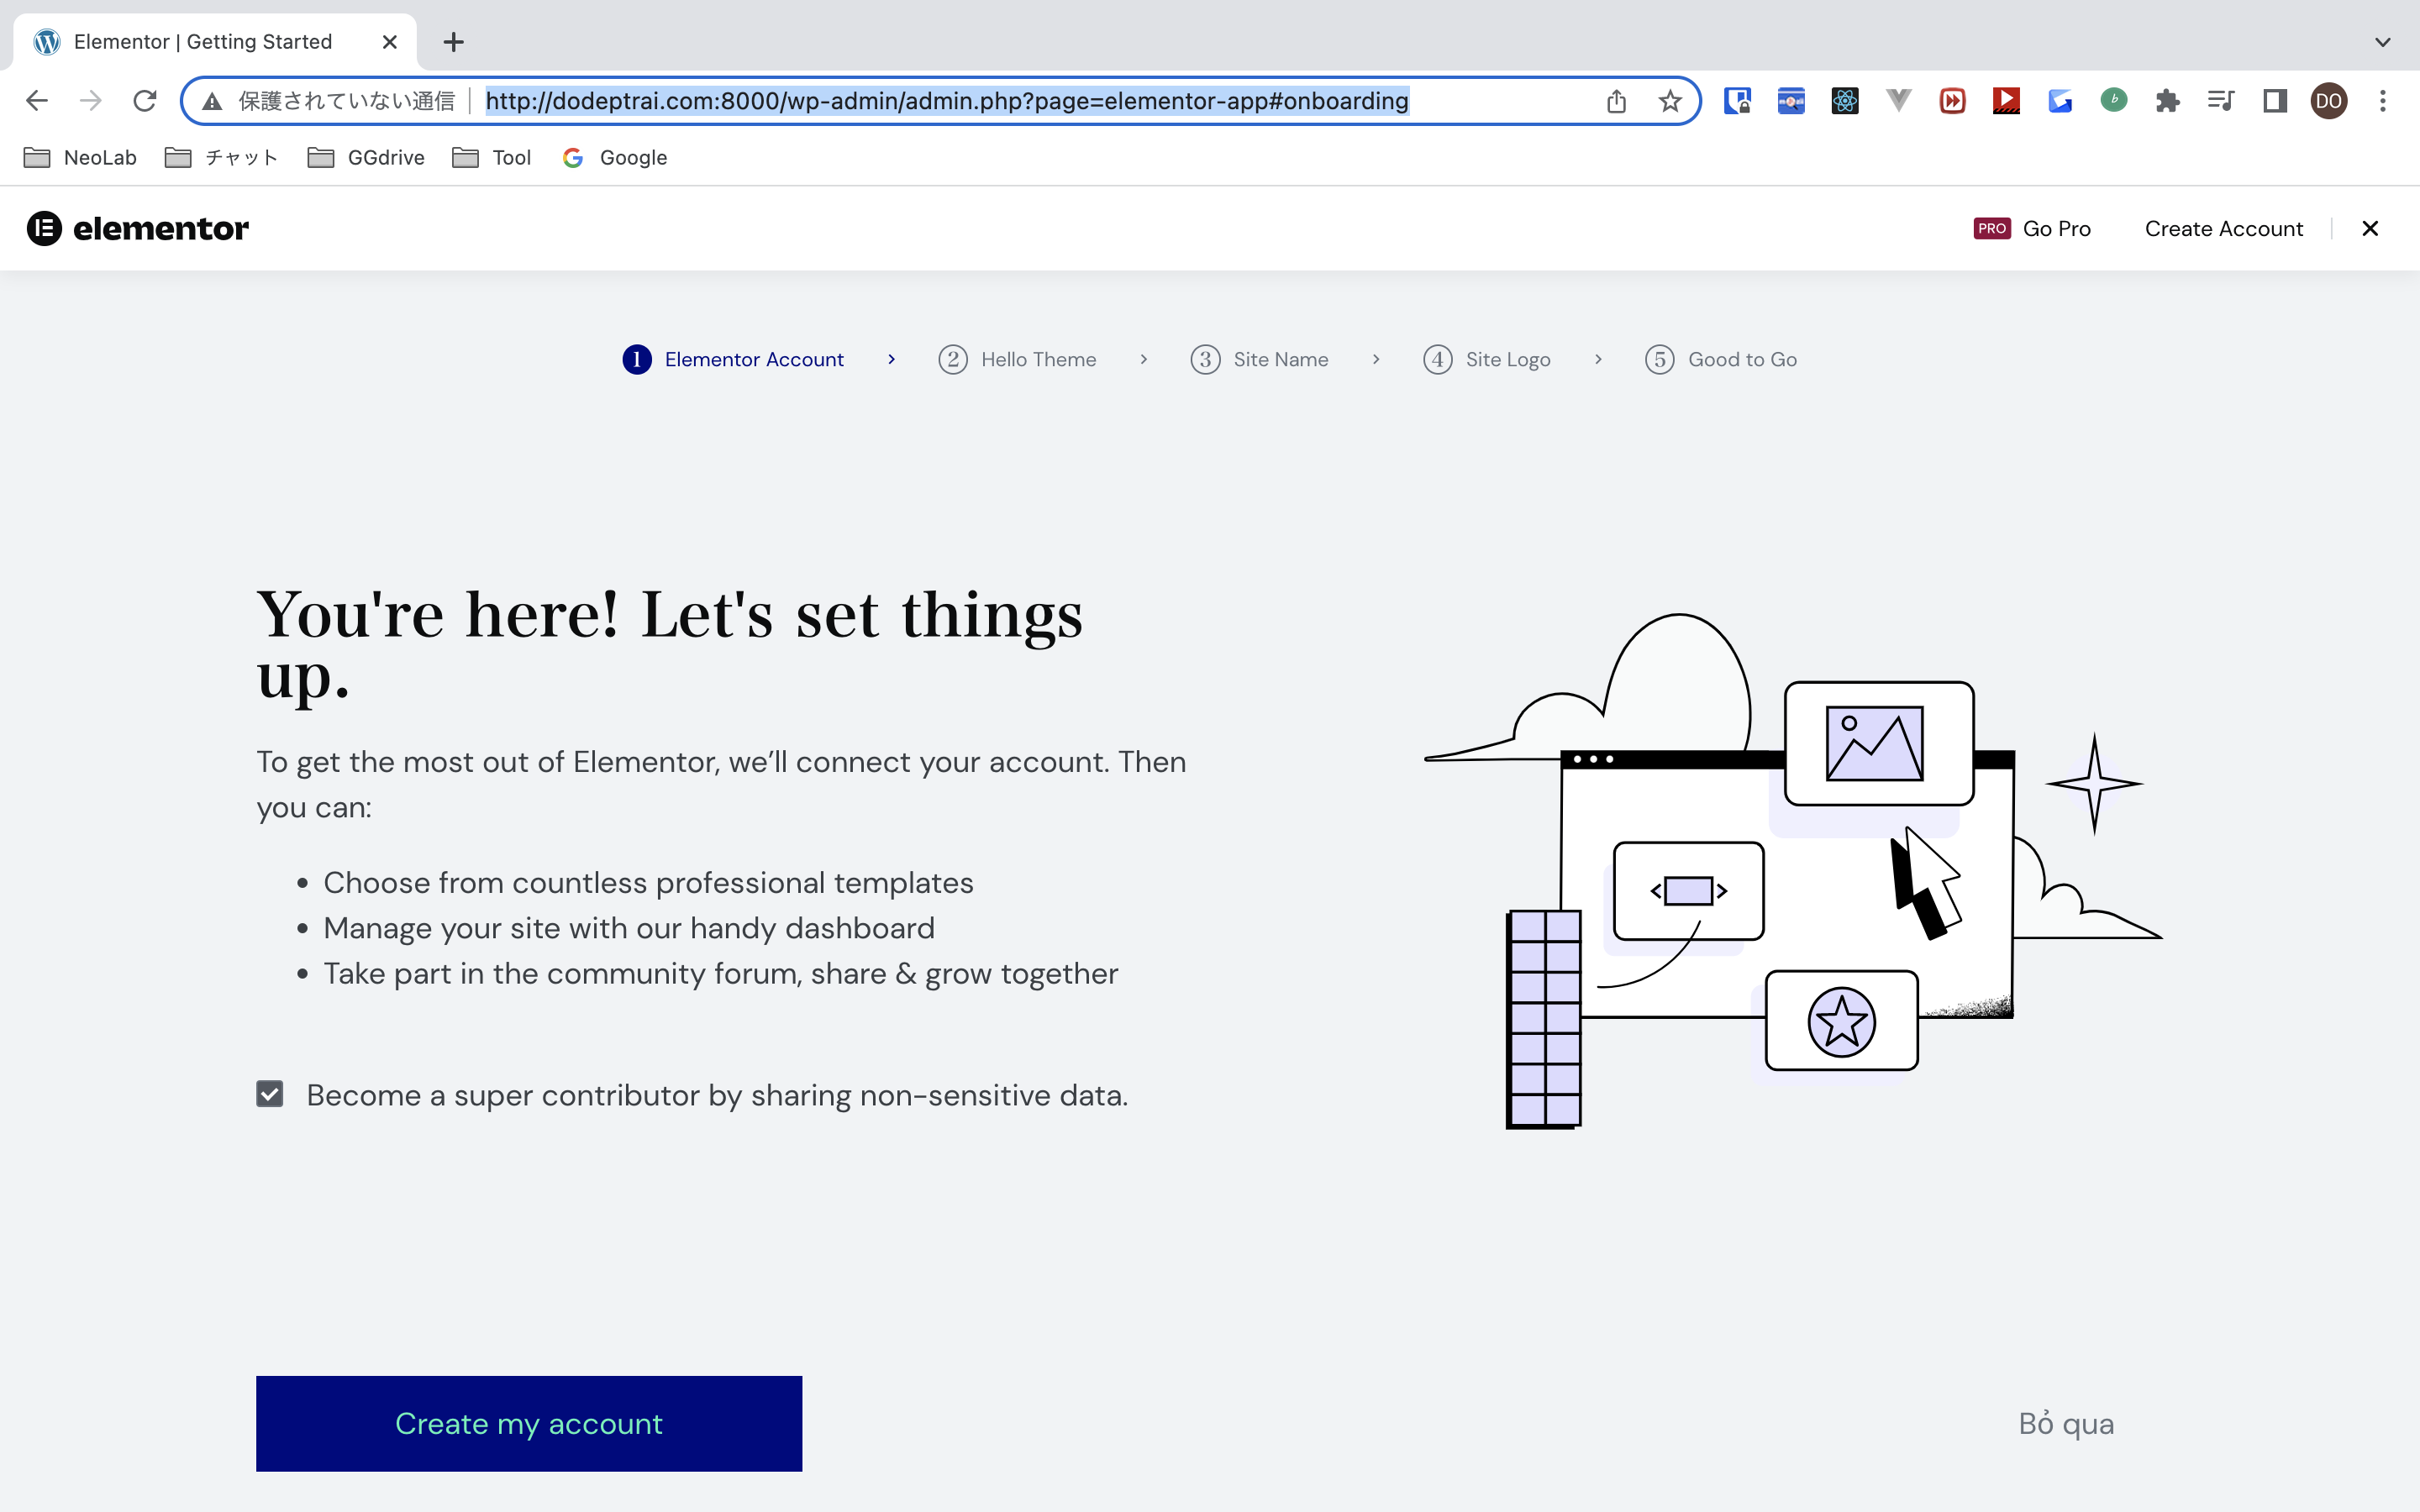 Elementor | Getting Started
保護されていない通信 http://dodeptrai.com:8000/wp-admin/admin.php?page=elementor-app#onboarding
DO
NeoLab チャット GGdrive Tool Google
elementor PRO Go Pro Create Account
1 Elementor Account 2 Hello Theme 3 Site Name 4 Site Logo 5 Good to Go
You're here! Let's set things
up.
To get the most out of Elementor, we’ll connect your account. Then
you can:
Choose from countless professional templates
Manage your site with our handy dashboard
Take part in the community forum, share & grow together
Become a super contributor by sharing non-sensitive data.
Create my account Bỏ qua